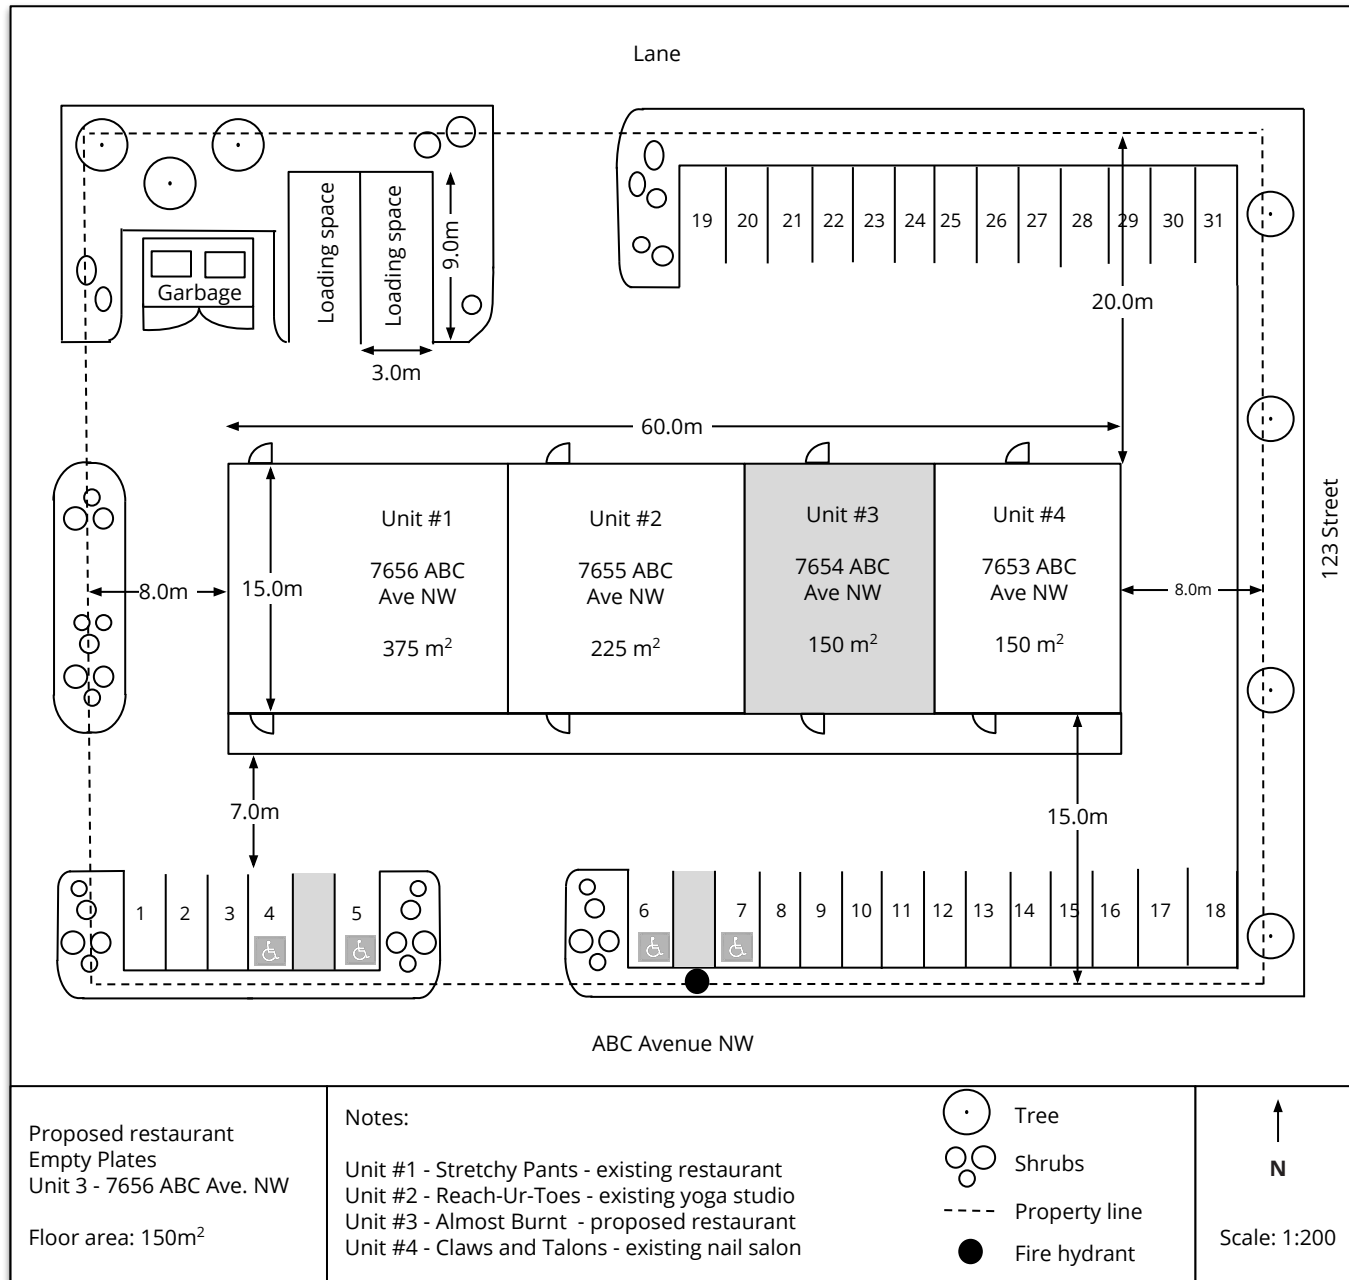 Lane
19 20 21 22 23 24 25 26 27 28 29 30 31
Loading space
Loading space
9.0m
Garbage
3.0m
20.0m
60.0m
Unit #1
7656 ABC
Ave NW
375 m²
Unit #2
7655 ABC
Ave NW
225 m²
Unit #3
7654 ABC
Ave NW
150 m²
Unit #4
7653 ABC
Ave NW
150 m²
8.0m
15.0m
8.0m
123 Street
7.0m
15.0m
1 2 3 4 5
6 7 8 9 10 11 12 13 14 15 16 17 18
ABC Avenue NW
Proposed restaurant
Empty Plates
Unit 3 - 7656 ABC Ave. NW
Floor area: 150m²
Notes:
Unit #1 - Stretchy Pants - existing restaurant
Unit #2 - Reach-Ur-Toes - existing yoga studio
Unit #3 - Almost Burnt - proposed restaurant
Unit #4 - Claws and Talons - existing nail salon
Tree
Shrubs
Property line
Fire hydrant
N
Scale: 1:200